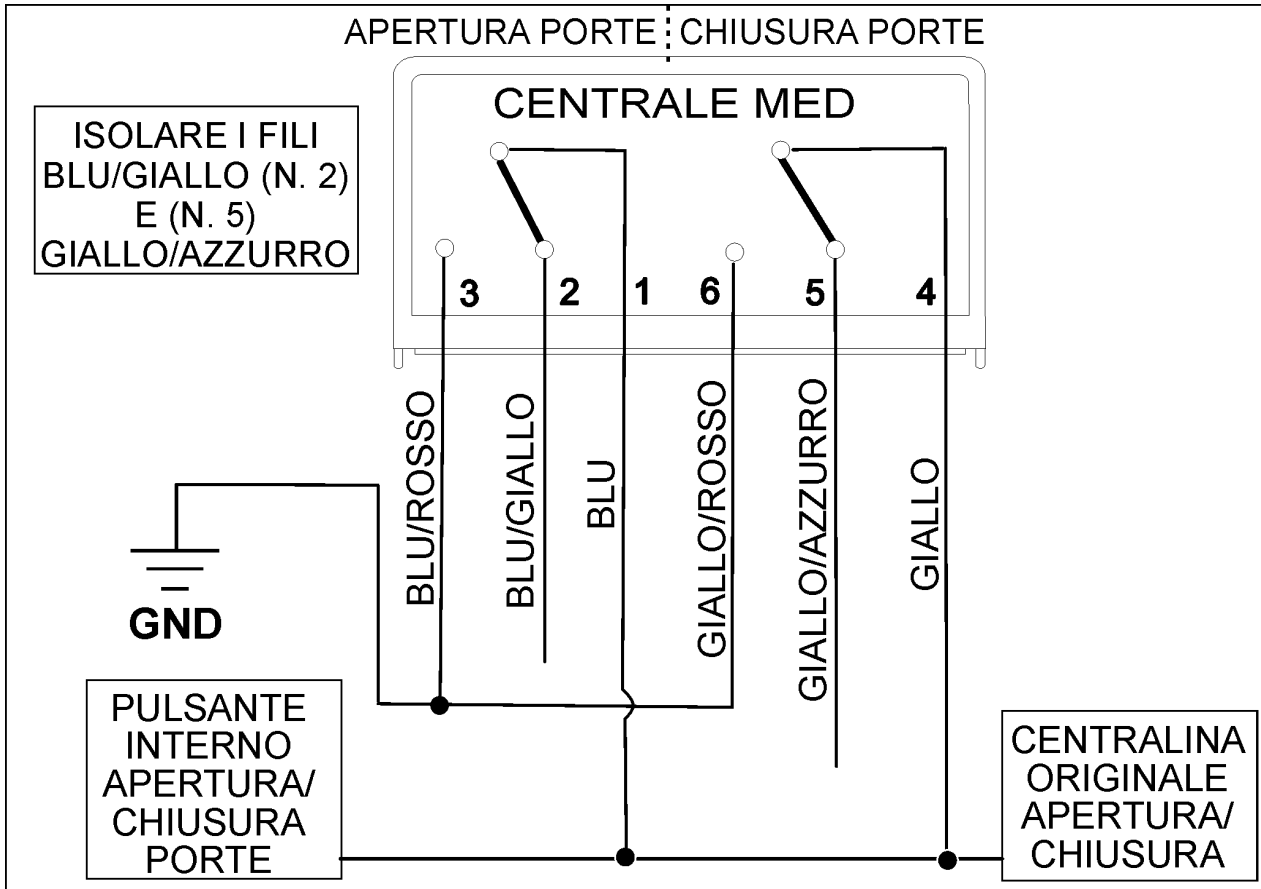 APERTURA PORTE CHIUSURA PORTE
CENTRALE MED
ISOLARE I FILI
BLU/GIALLO (N. 2)
E (N. 5)
GIALLO/AZZURRO
3 2 1 6 5 4
BLU/ROSSO
BLU/GIALLO
BLU
GIALLO/ROSSO
GIALLO/AZZURRO
GIALLO
GND
PULSANTE
INTERNO
APERTURA/
CHIUSURA
PORTE
CENTRALINA
ORIGINALE
APERTURA/
CHIUSURA